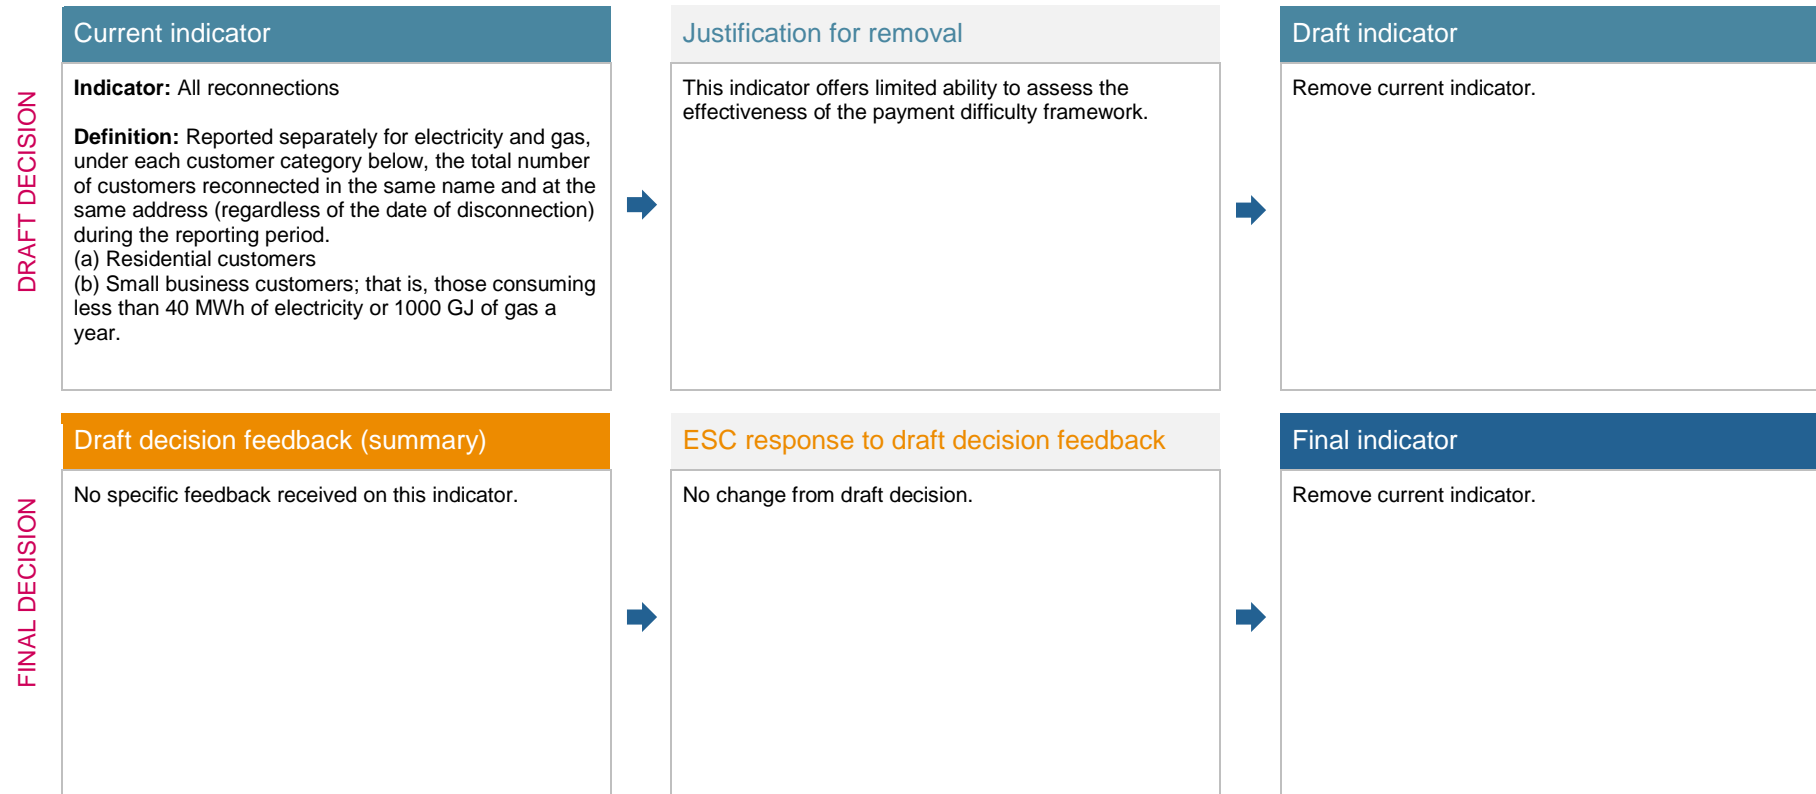 DRAFT DECISION
Current indicator
Indicator: All reconnections
Definition: Reported separately for electricity and gas,
under each customer category below, the total number
of customers reconnected in the same name and at the
same address (regardless of the date of disconnection)
during the reporting period.
(a) Residential customers
(b) Small business customers; that is, those consuming
less than 40 MWh of electricity or 1000 GJ of gas a
year.
Justification for removal
This indicator offers limited ability to assess the
effectiveness of the payment difficulty framework.
Draft indicator
Remove current indicator.
FINAL DECISION
Draft decision feedback (summary)
No specific feedback received on this indicator.
ESC response to draft decision feedback
No change from draft decision.
Final indicator
Remove current indicator.